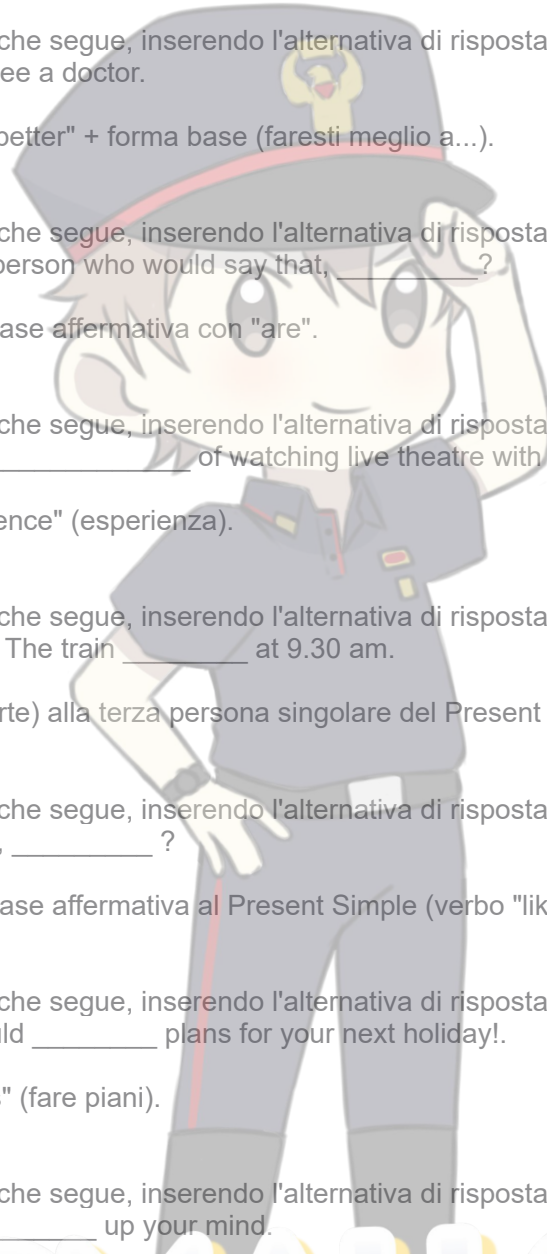 che segue, inserendo l'alternativa di risposta
ee a doctor.
better" + forma base (faresti meglio a...).
che segue, inserendo l'alternativa di risposta
person who would say that, _________ ?
ase affermativa con "are".
che segue, inserendo l'alternativa di risposta
_____________ of watching live theatre with
ence" (esperienza).
che segue, inserendo l'alternativa di risposta
The train ________ at 9.30 am.
rte) alla terza persona singolare del Present
che segue, inserendo l'alternativa di risposta
, _________ ?
ase affermativa al Present Simple (verbo "lik
che segue, inserendo l'alternativa di risposta
ld ________ plans for your next holiday!.
" (fare piani).
che segue, inserendo l'alternativa di risposta
_______ up your mind.